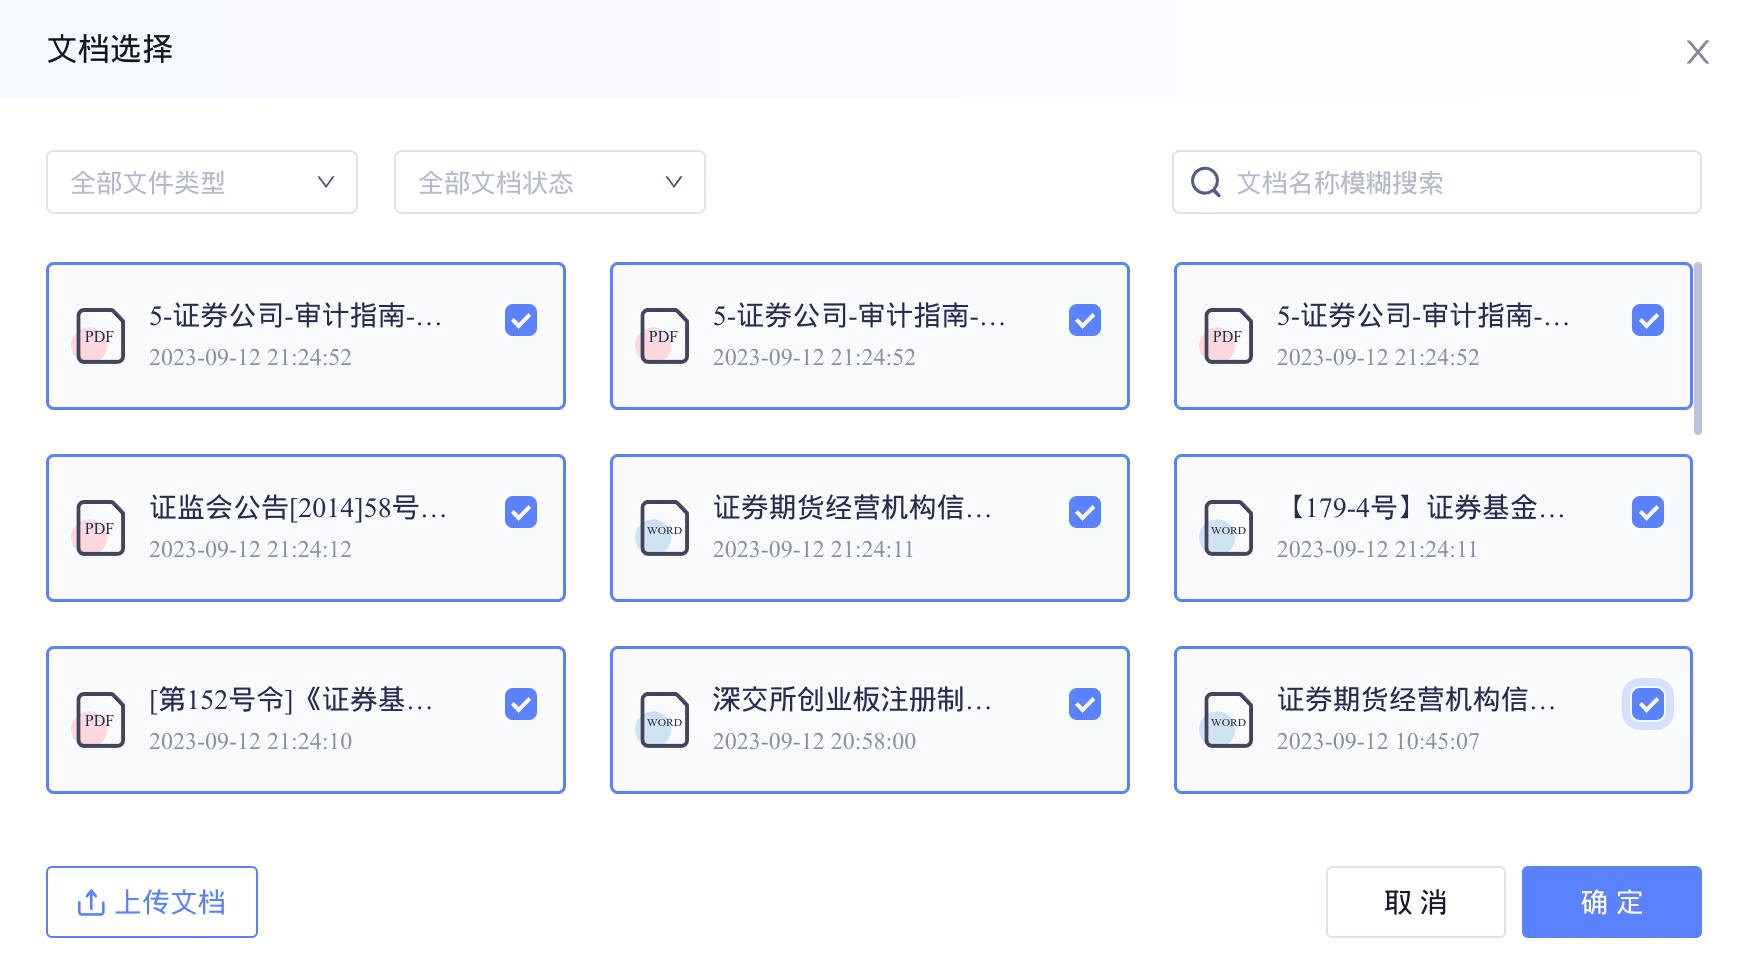 文档选择
全部文件类型
全部文档状态
文档名称模糊搜索
PDF
5-证券公司-审计指南-...
2023-09-12 21:24:52
PDF
5-证券公司-审计指南-...
2023-09-12 21:24:52
PDF
5-证券公司-审计指南-...
2023-09-12 21:24:52
PDF
证监会公告[2014]58号...
2023-09-12 21:24:12
WORD
证券期货经营机构信...
2023-09-12 21:24:11
WORD
【179-4号】证券基金...
2023-09-12 21:24:11
PDF
[第152号令]《证券基...
2023-09-12 21:24:10
WORD
深交所创业板注册制...
2023-09-12 20:58:00
WORD
证券期货经营机构信...
2023-09-12 10:45:07
上传文档
取 消
确 定